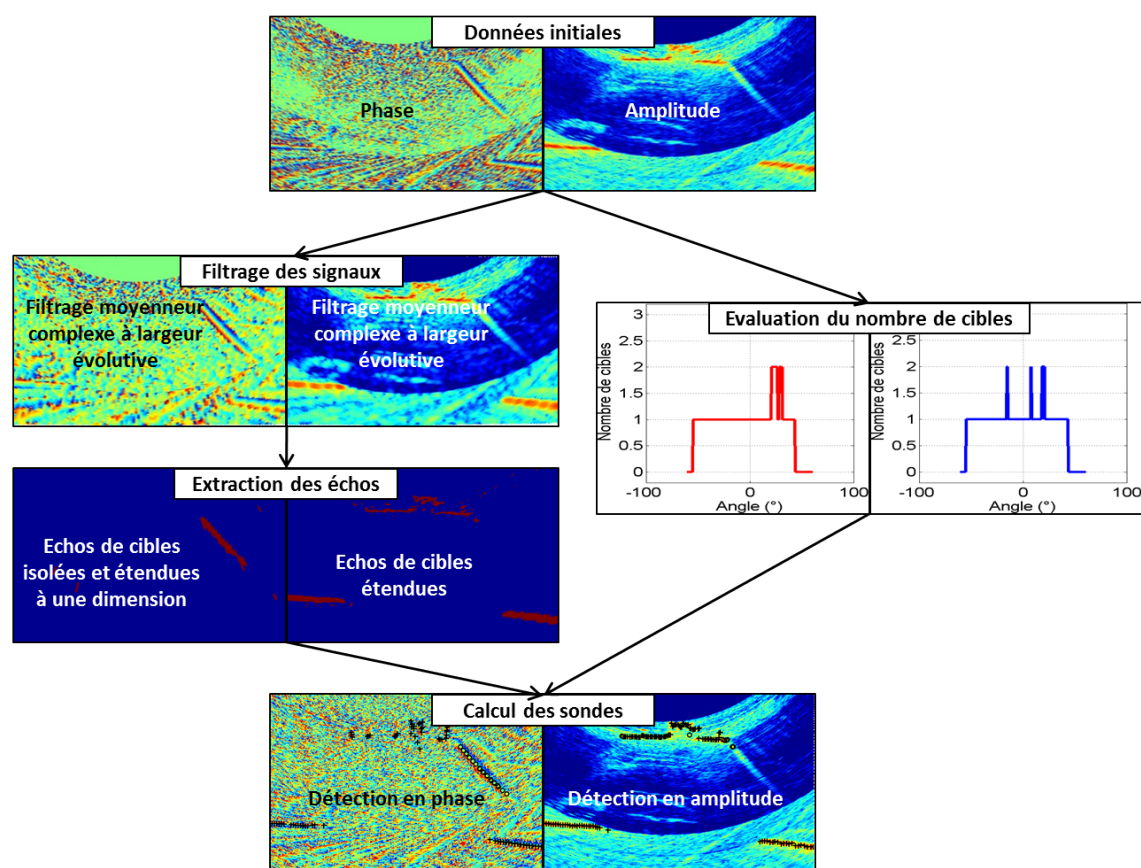 Données initiales
Phase
Amplitude
Filtrage des signaux
Filtrage moyenneur
complexe à largeur
évolutive
Filtrage moyenneur
complexe à largeur
évolutive
Evaluation du nombre de cibles
Nombre de cibles
3
2.5
2
1.5
1
0.5
0
-100
0
100
Angle (°)
Nombre de cibles
2.5
2
1.5
1
0.5
0
-100
0
100
Angle (°)
Extraction des échos
Echos de cibles
isolées et étendues
à une dimension
Echos de cibles
étendues
Calcul des sondes
Détection en phase
Détection en amplitude